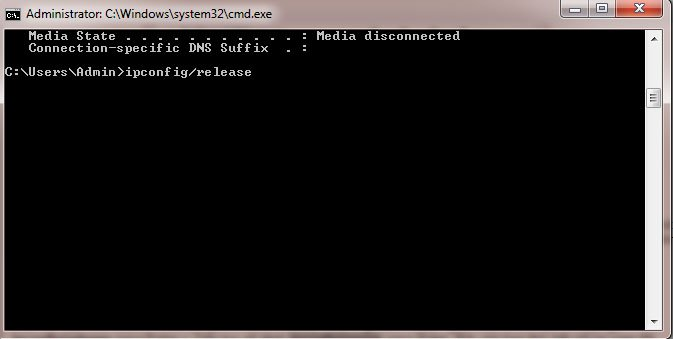 Administrator: C:\Windows\system32\cmd.exe
Media State . . . . . . . . . . . : Media disconnected
Connection-specific DNS Suffix  . :
C:\Users\Admin>ipconfig/release